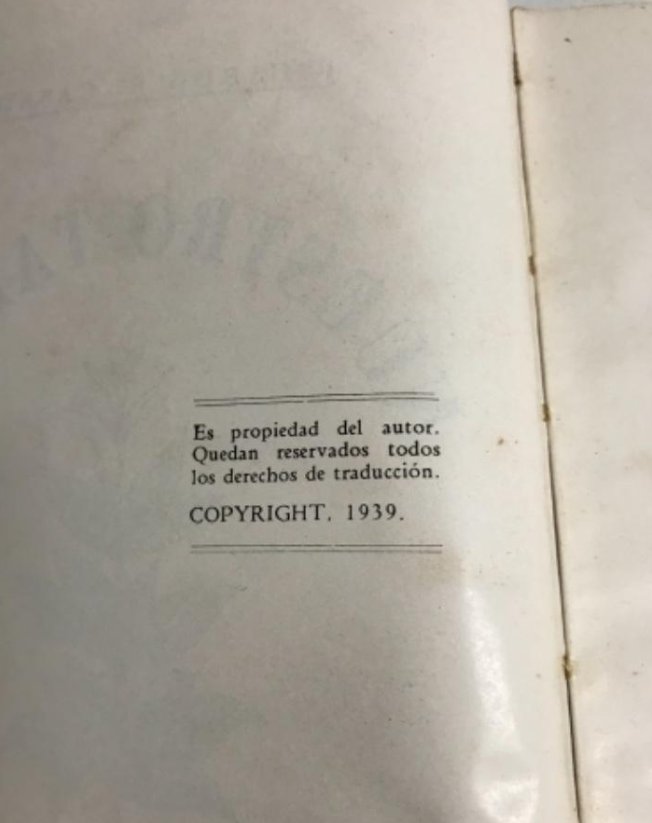 Es propiedad del autor.
Quedan reservados todos
los derechos de traducción.
COPYRIGHT, 1939.